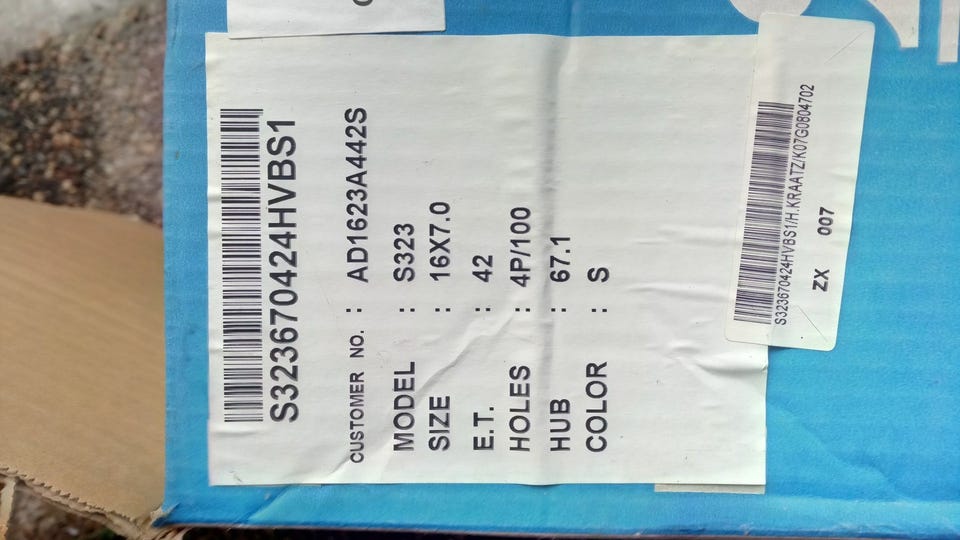 S323670424HVBS1
CUSTOMER NO. : AD1623A442S
MODEL : S323
SIZE : 16X7.0
E.T. : 42
HOLES : 4P/100
HUB : 67.1
COLOR : S
S323670424HVBS1/H.KRAATZ/K07G0804702
ZX 007